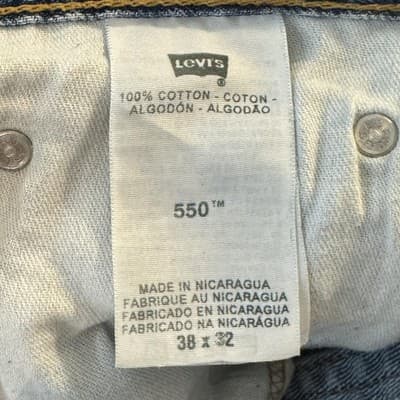 Levi's
®
100% COTTON - COTON -
ALGODÓN - ALGODÃO
550™
MADE IN NICARAGUA
FABRIQUE AU NICARAGUA
FABRICADO EN NICARAGUA
FABRICADO NA NICARÁGUA
38 x 32